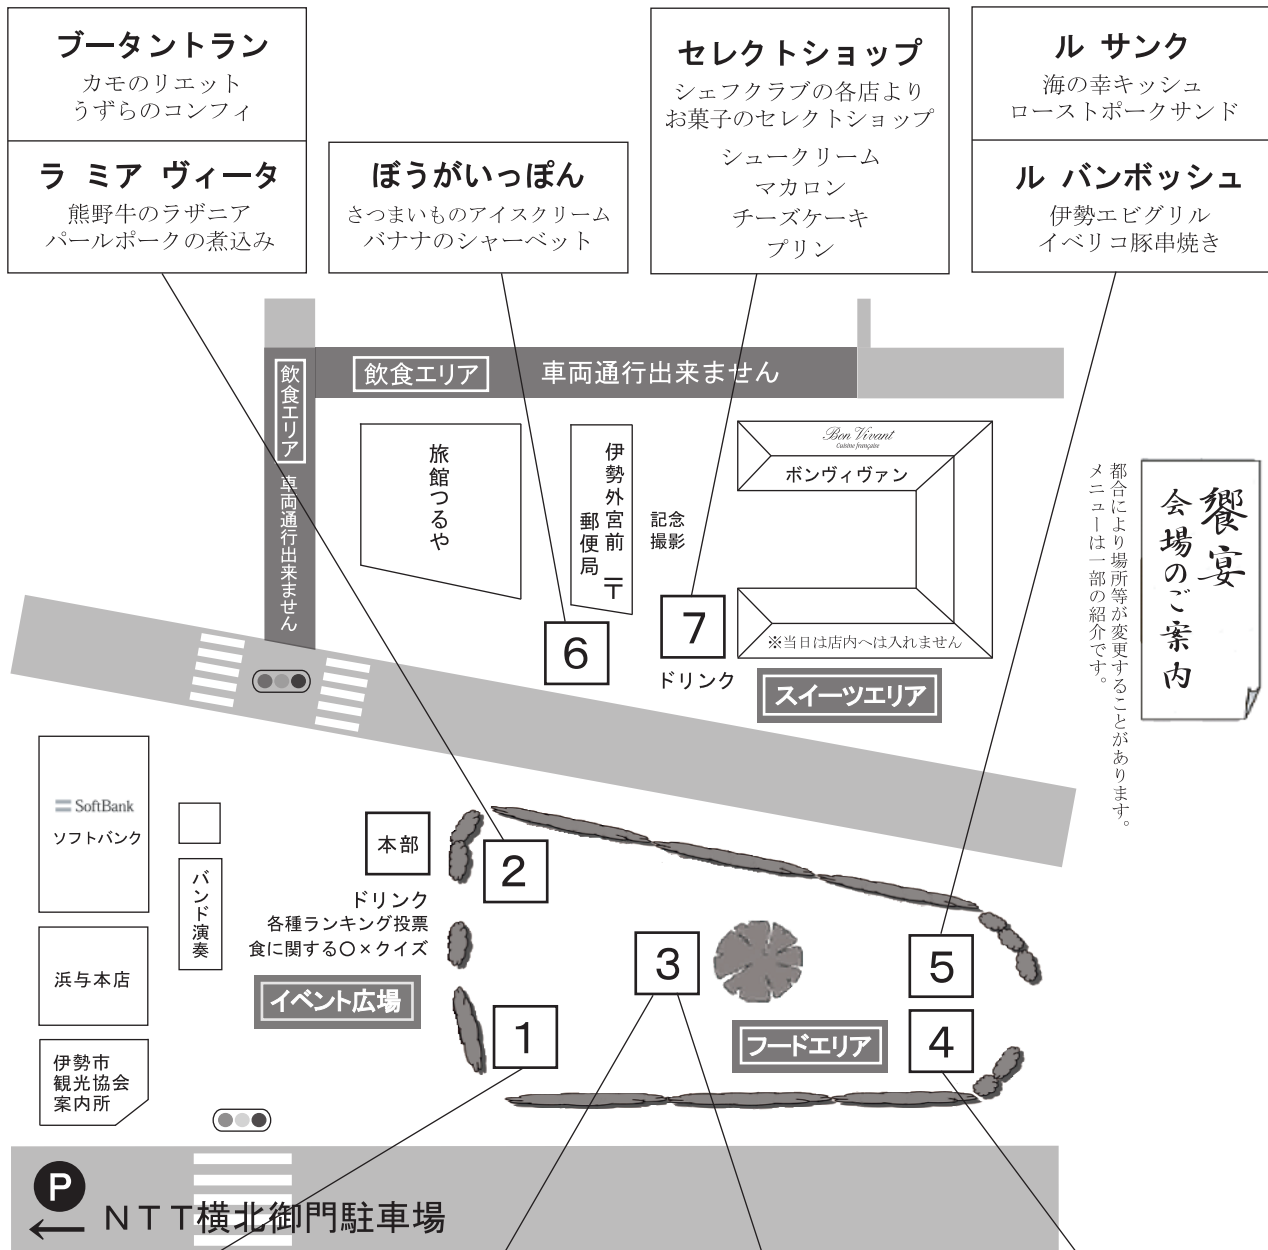 ブータントラン
カモのリエット
うずらのコンフィ
ラ ミア ヴィータ
熊野牛のラザニア
パールポークの煮込み
ぼうがいっぽん
さつまいものアイスクリーム
バナナのシャーベット
セレクトショップ
シェフクラブの各店より
お菓子のセレクトショップ
シュークリーム
マカロン
チーズケーキ
プリン
ル サンク
海の幸キッシュ
ローストポークサンド
ル バンボッシュ
伊勢エビグリル
イベリコ豚串焼き
飲食エリア
車両通行出来ません
飲食エリア
車両通行出来ません
旅館つるや
伊勢外宮前
郵便局 〒
記念
撮影
Bon Vivant
Cuisine française
ボンヴィヴァン
※当日は店内へは入れません
饗宴
会場のご案内
都合により場所等が変更することがあります。
メニューは一部の紹介です。
6
7
ドリンク
スイーツエリア
SoftBank
ソフトバンク
バンド演奏
本部
ドリンク
各種ランキング投票
食に関する○×クイズ
イベント広場
2
3
5
1
フードエリア
4
浜与本店
伊勢市
観光協会
案内所
P
← NTT横北御門駐車場